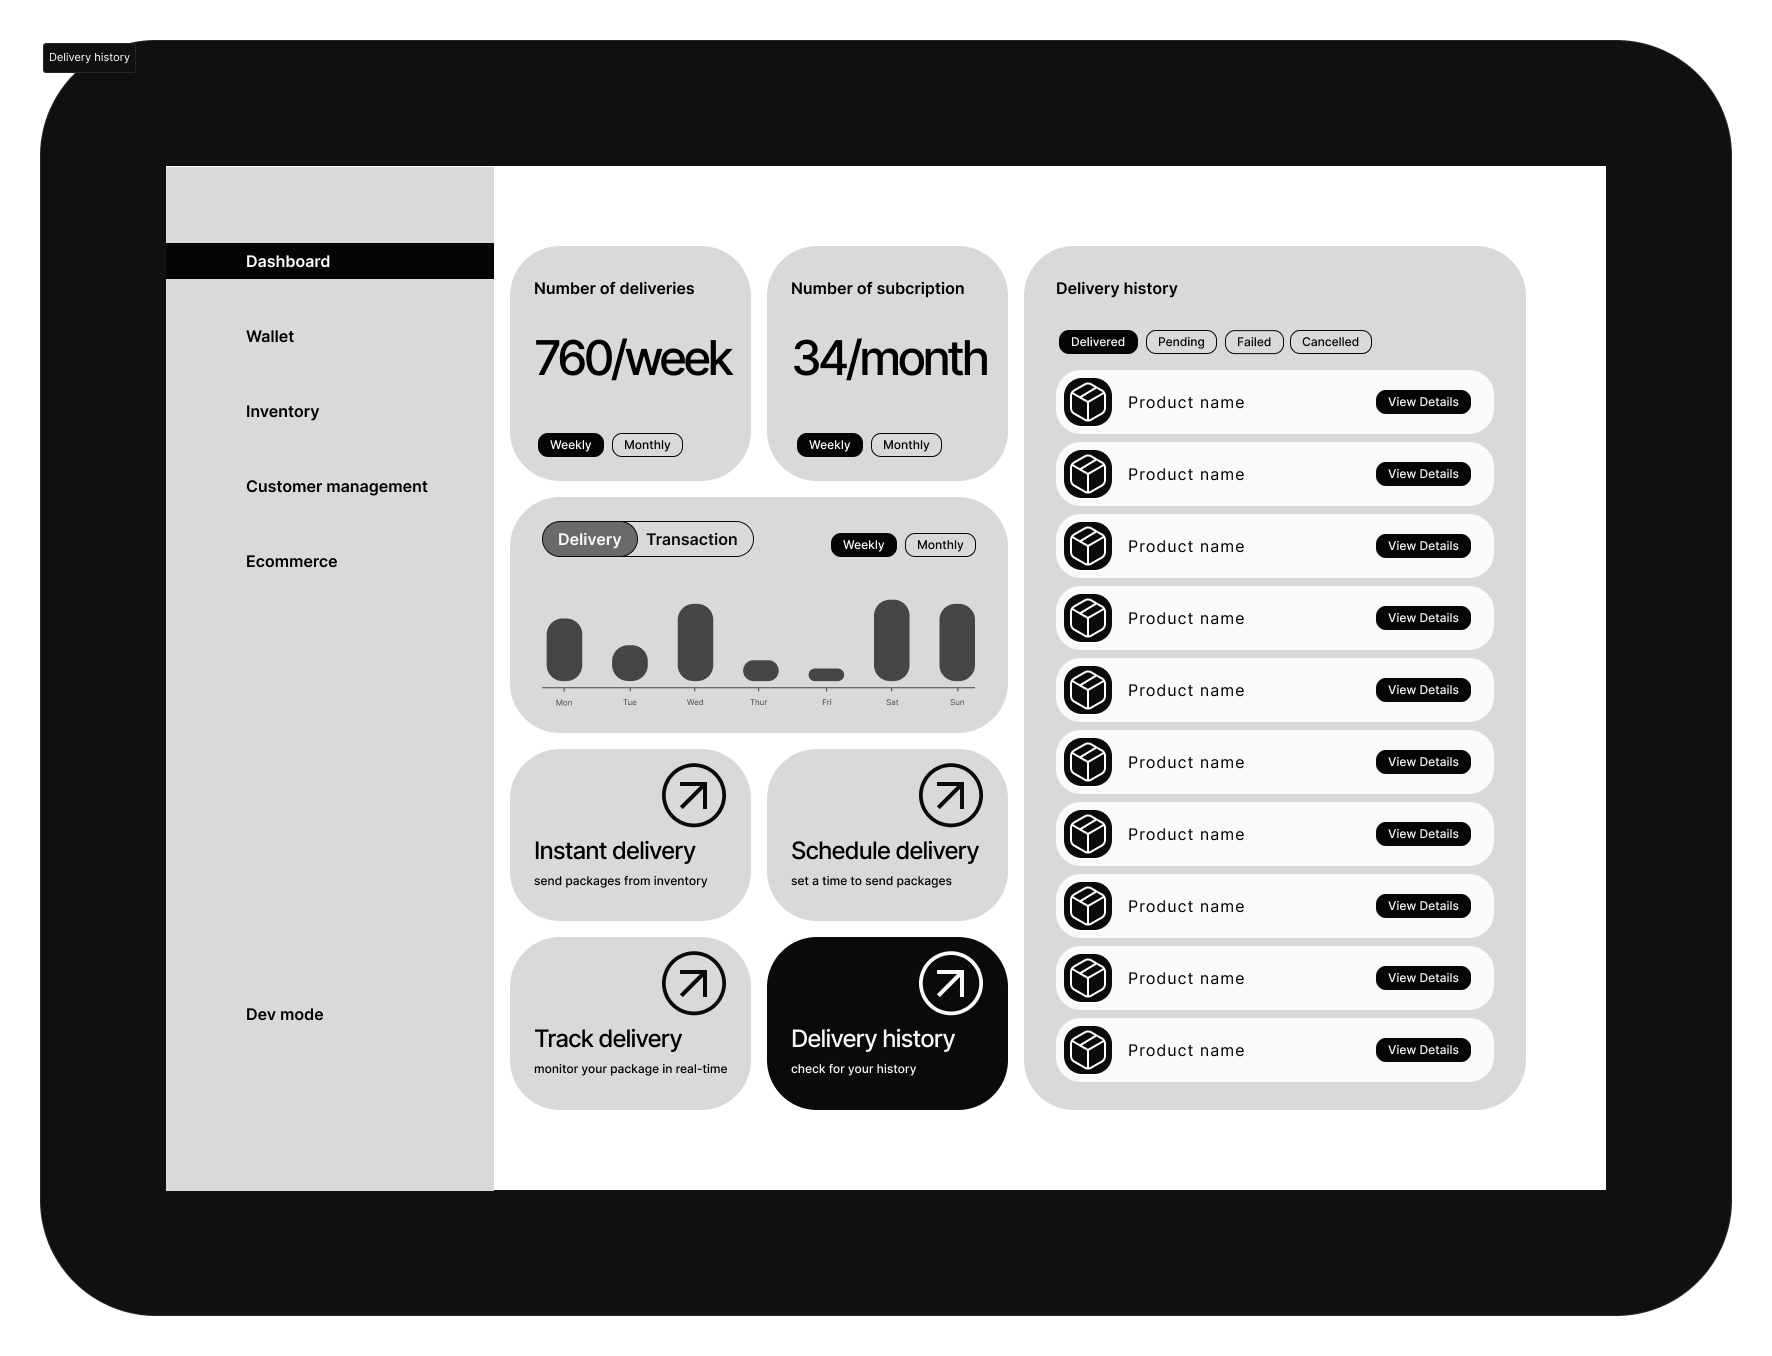 Delivery history
Dashboard
Wallet
Inventory
Customer management
Ecommerce
Dev mode
Number of deliveries
760/week
Weekly Monthly
Number of subcription
34/month
Weekly Monthly
Delivery Transaction
Weekly Monthly
Mon Tue Wed Thur Fri Sat Sun
Instant delivery
send packages from inventory
Schedule delivery
set a time to send packages
Track delivery
monitor your package in real-time
Delivery history
check for your history
Delivery history
Delivered Pending Failed Cancelled
Product name View Details
Product name View Details
Product name View Details
Product name View Details
Product name View Details
Product name View Details
Product name View Details
Product name View Details
Product name View Details
Product name View Details